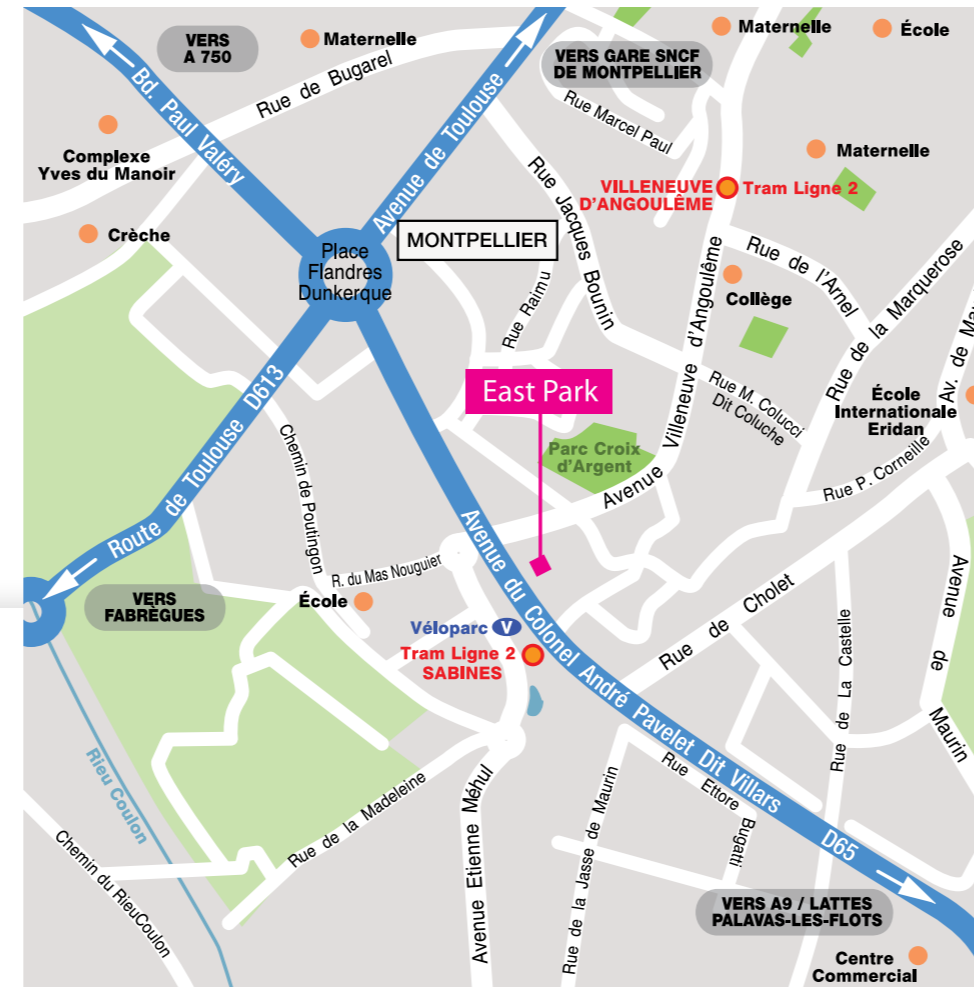 VERS
A 750
Maternelle
VERS GARE SNCF
DE MONTPELLIER
Maternelle
École
Bd. Paul Valéry
Rue de Bugarel
Avenue de Toulouse
Rue Marcel Paul
Complexe
Yves du Manoir
Maternelle
Rue Jacques Bounin
VILLENEUVE
D'ANGOULÊME
Tram Ligne 2
Crèche
Place
Flandres
Dunkerque
MONTPELLIER
Rue de l'Arnel
Collège
Rue Raimu
Rue de la Marquerose
Route de Toulouse D613
East Park
Rue M. Colucci
Dit Coluche
École
Internationale
Eridan
Chemin de Poutingon
Parc Croix
d'Argent
Avenue Villeneuve d'Angoulême
Rue P. Corneille
R. du Mas Nouguier
VERS
FABRÈGUES
École
Véloparc V
Tram Ligne 2
SABINES
Avenue du Colonel André Pavelet Dit Villars D65
Rue de Cholet
Rue de La Castelle
Avenue de Maurin
Rieu Coulon
Rue de la Madeleine
Avenue Etienne Méhul
Rue de la Jasse de Maurin
Rue Ettore Bugatti
Chemin du RieuCoulon
VERS A9 / LATTES
PALAVAS-LES-FLOTS
Centre
Commercial